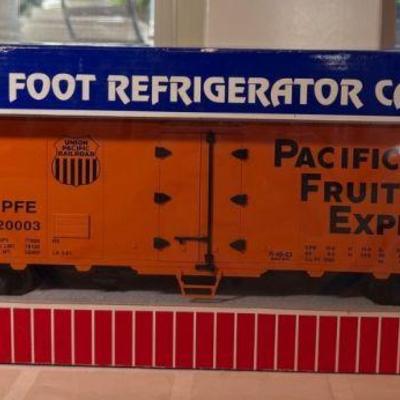 FOOT REFRIGERATOR CA
UNION
PACIFIC
RAILROAD
PACIFIC
FRUIT
EXP
PFE
20003